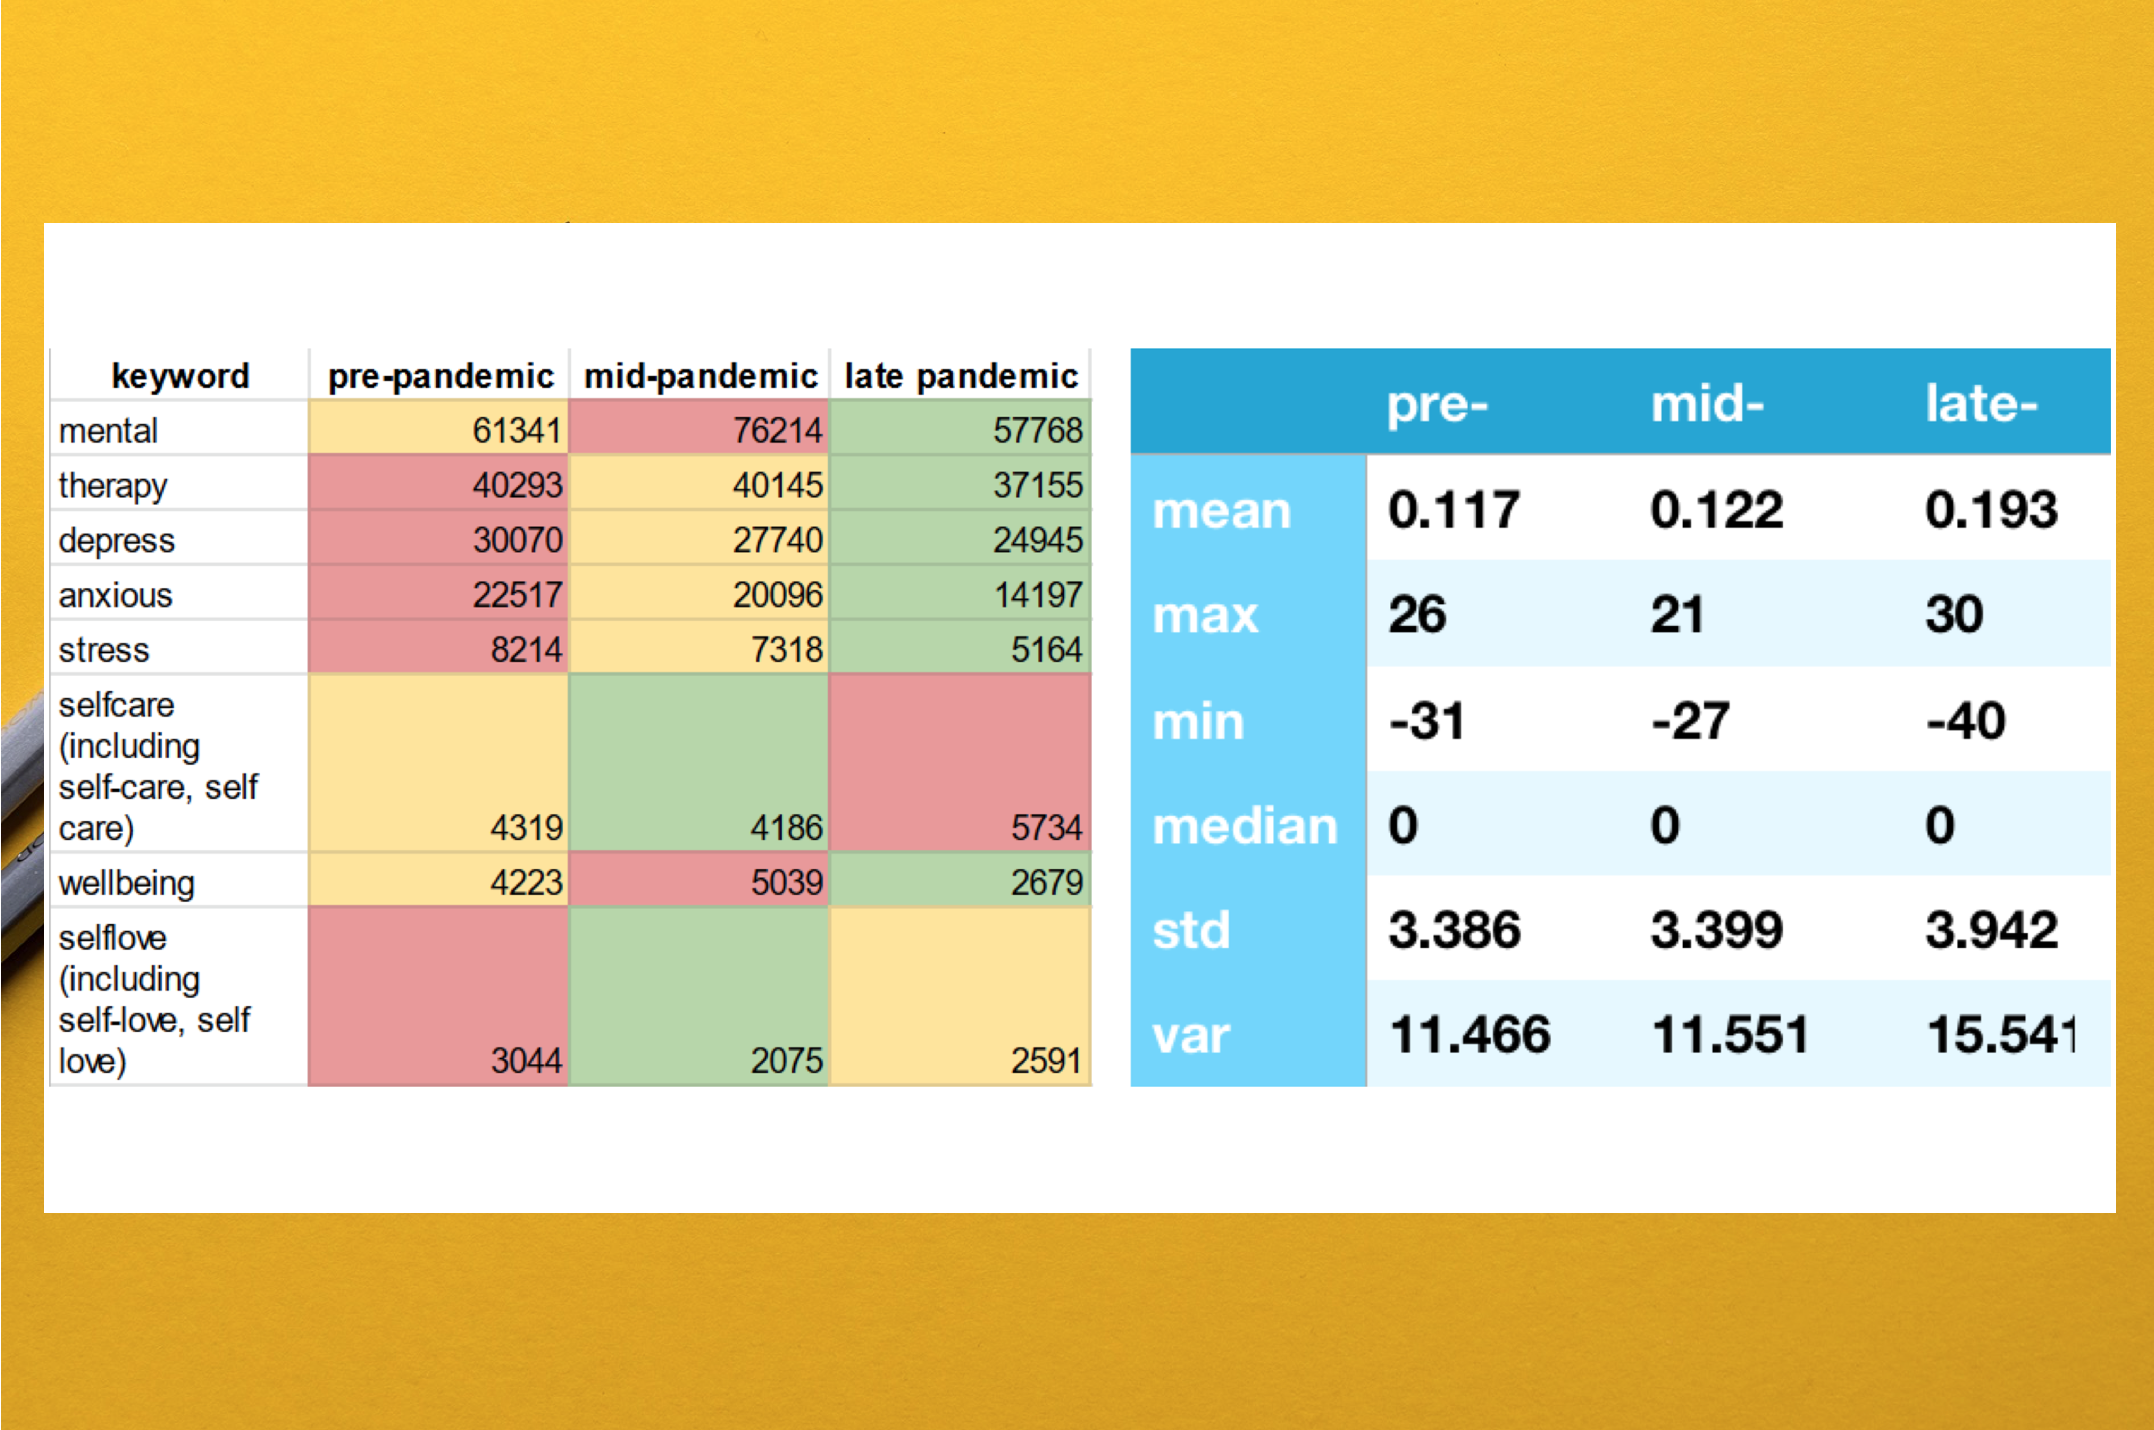 keyword pre-pandemic mid-pandemic late pandemic
mental 61341 76214 57768
therapy 40293 40145 37155
depress 30070 27740 24945
anxious 22517 20096 14197
stress 8214 7318 5164
selfcare
(including
self-care, self
care) 4319 4186 5734
wellbeing 4223 5039 2679
selflove
(including
self-love, self
love) 3044 2075 2591
pre- mid- late-
mean 0.117 0.122 0.193
max 26 21 30
min -31 -27 -40
median 0 0 0
std 3.386 3.399 3.942
var 11.466 11.551 15.541